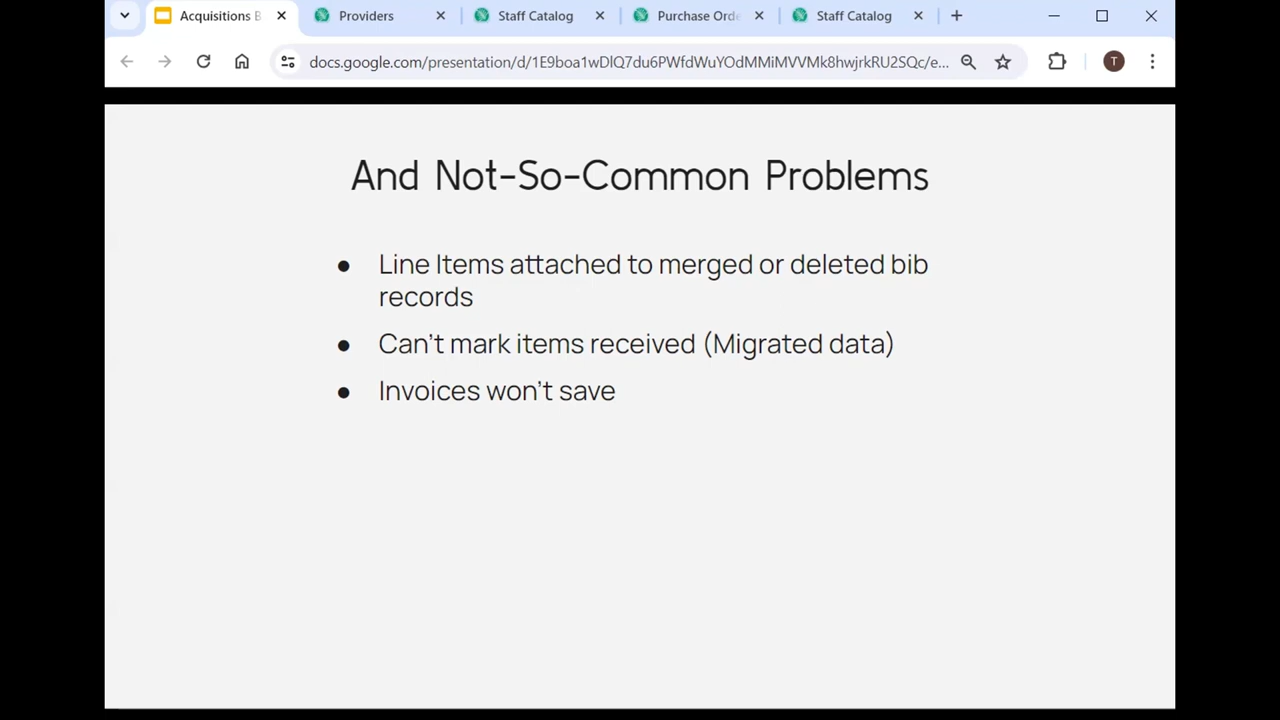 Acquisitions B
Providers
Staff Catalog
Purchase Orde
Staff Catalog
docs.google.com/presentation/d/1E9boa1wDlQ7du6PWfdWuYOdMMiMVVMk8hwjrkRU2SQc/e...
T
And Not-So-Common Problems
● Line Items attached to merged or deleted bib
records
● Can't mark items received (Migrated data)
● Invoices won't save